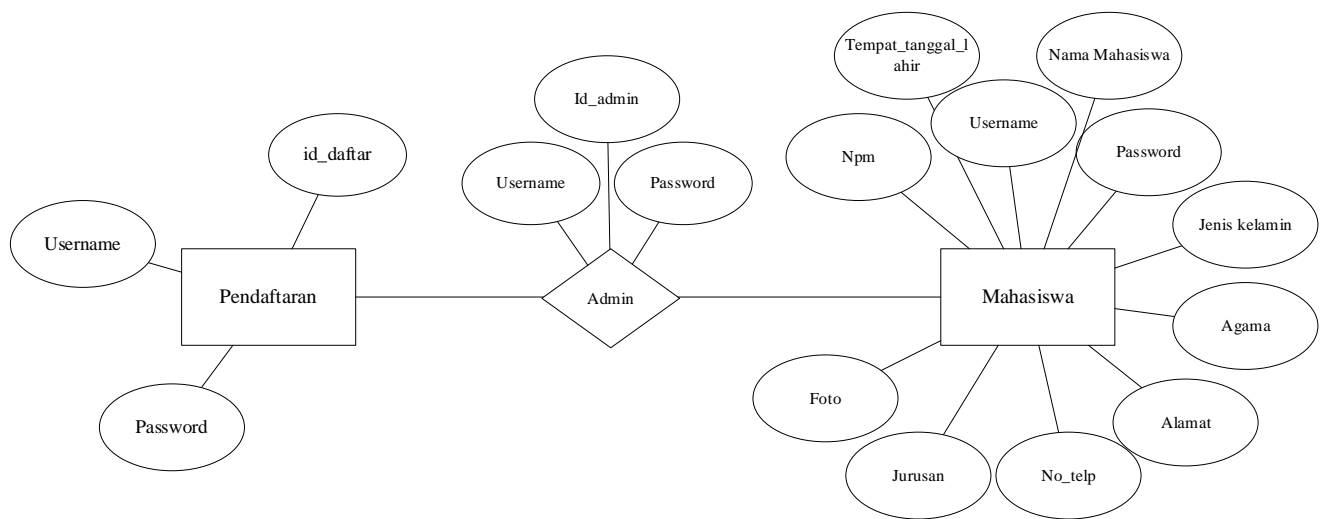 Tempat_tanggal_l
ahir
Nama Mahasiswa
Id_admin
Username
Npm
Password
id_daftar
Username
Password
Jenis kelamin
Username
Pendaftaran
Admin
Mahasiswa
Agama
Foto
Password
Alamat
Jurusan
No_telp